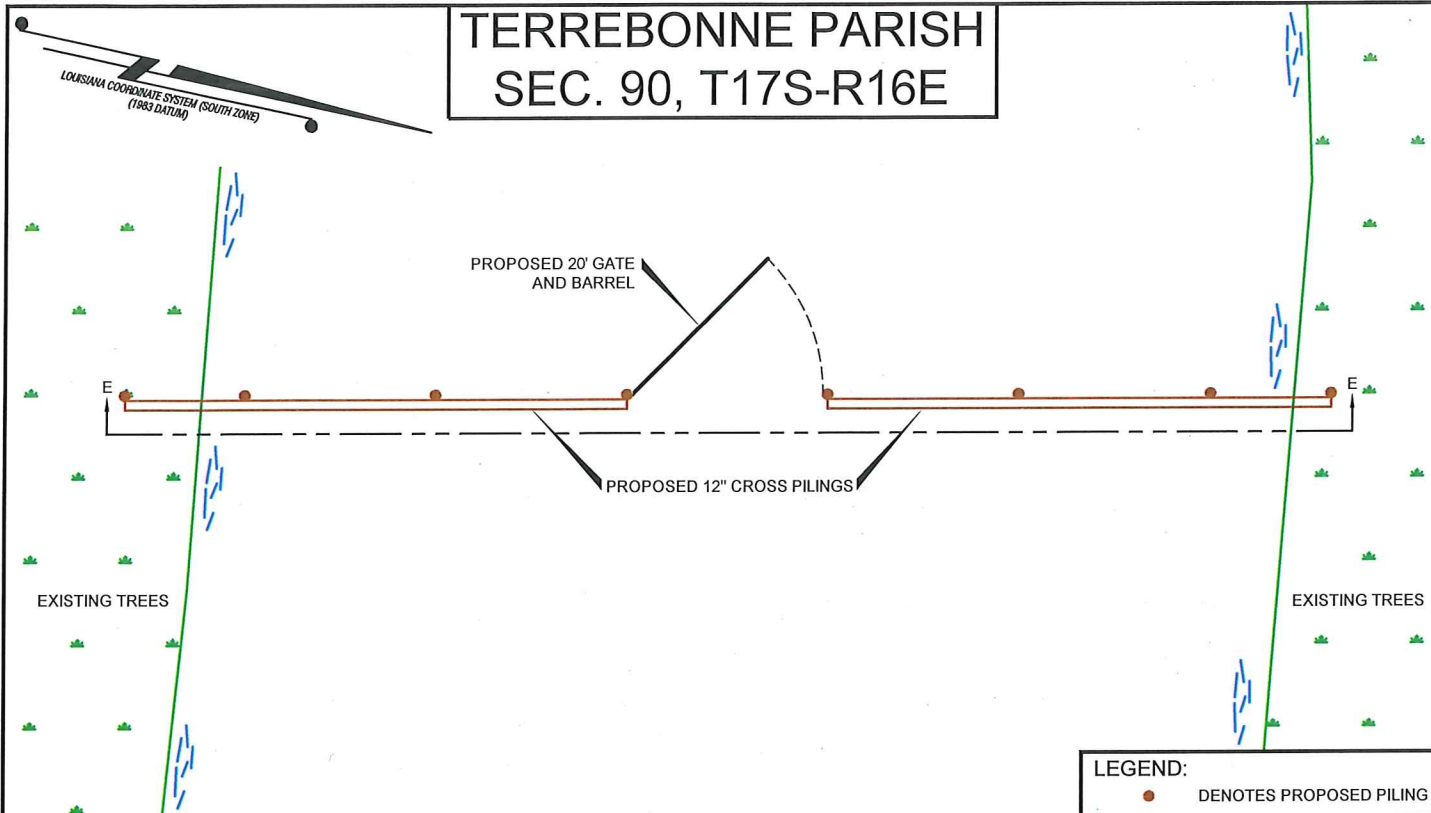 TERREBONNE PARISH
SEC. 90, T17S-R16E
LOUISIANA COORDINATE SYSTEM (SOUTH ZONE)
(1983 DATUM)
PROPOSED 20' GATE
AND BARREL
E
E
PROPOSED 12" CROSS PILINGS
EXISTING TREES
EXISTING TREES
LEGEND:
DENOTES PROPOSED PILING